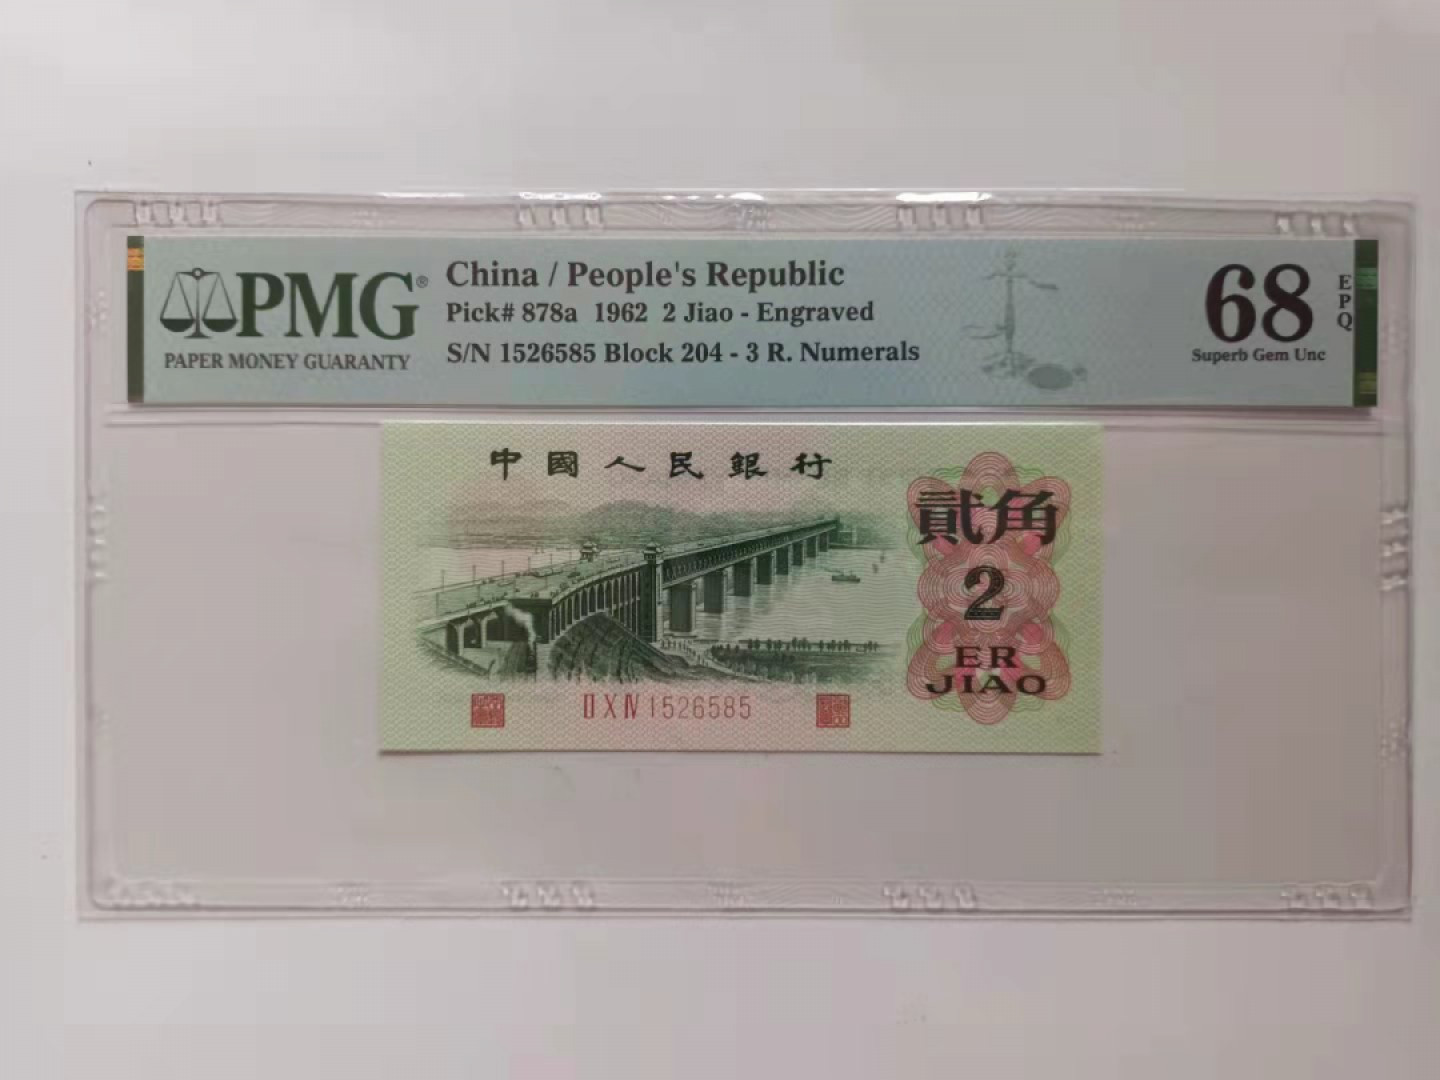 PMG®
PAPER MONEY GUARANTY
China / People's Republic
Pick# 878a 1962 2 Jiao - Engraved
S/N 1526585 Block 204 - 3 R. Numerals
68
EPQ
Superb Gem Unc
中國人民銀行
貳角
2
ER
JIAO
II X IV 1526585